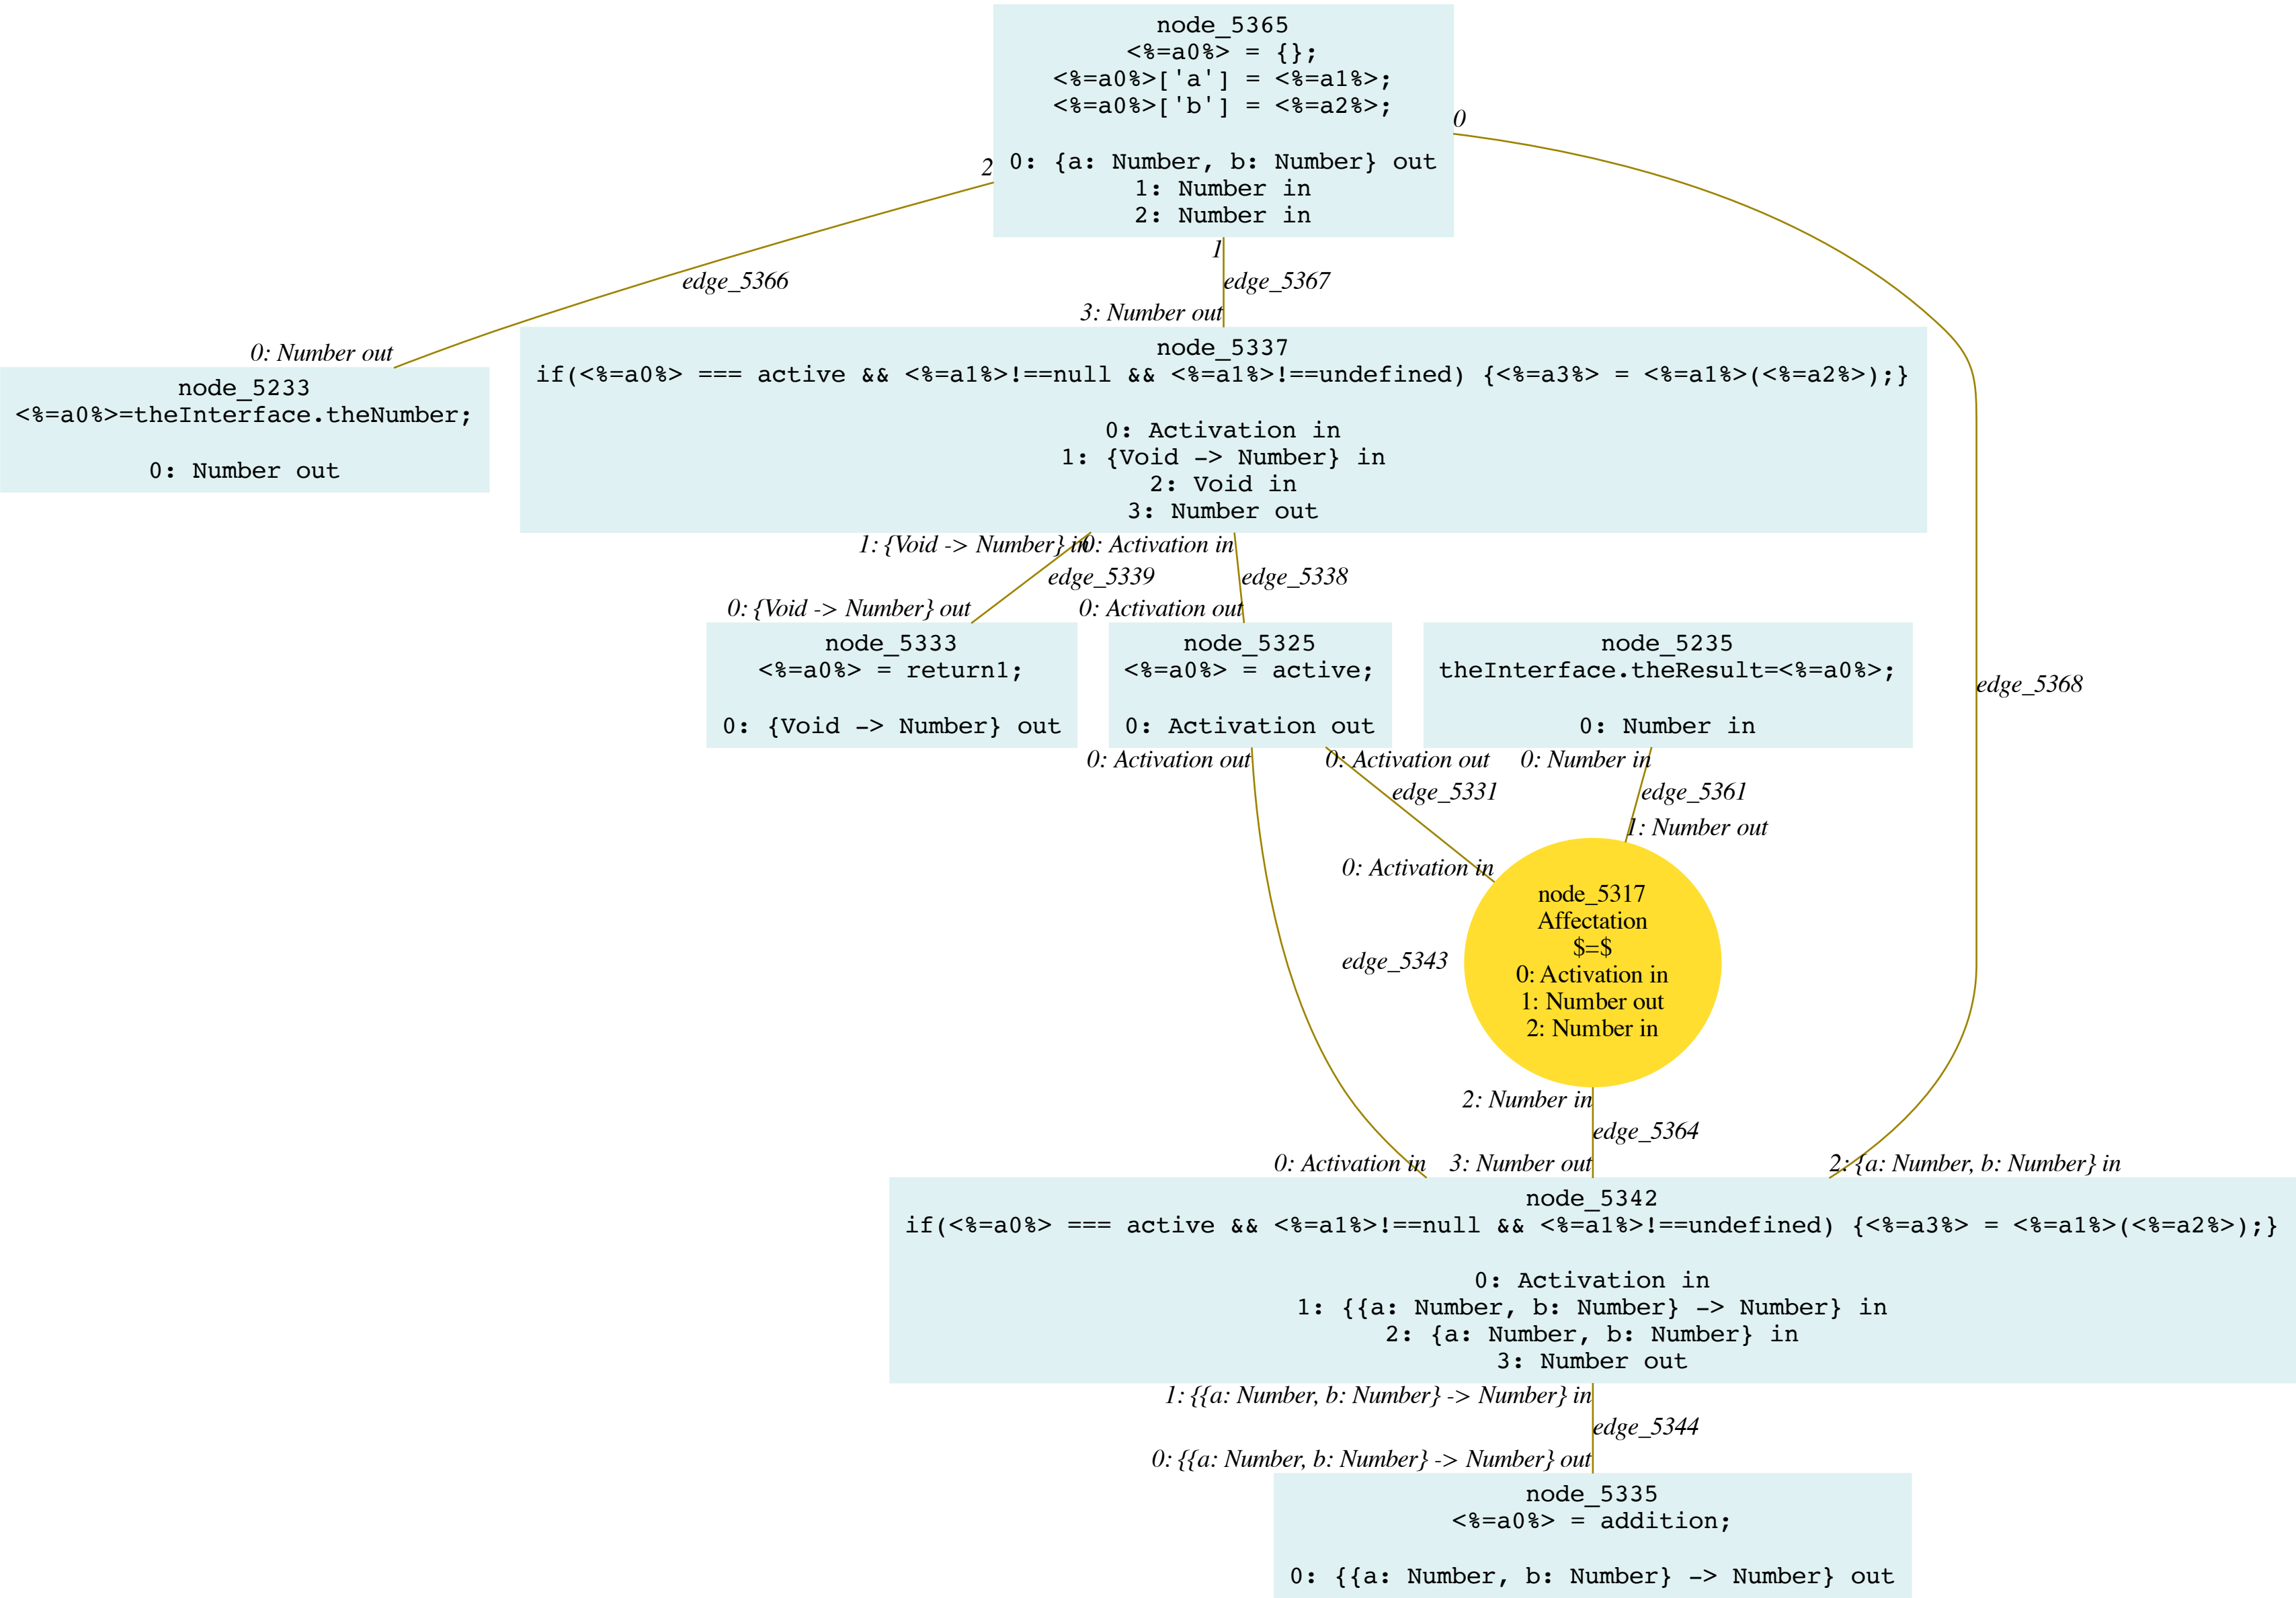 node_5365
<%=a0%> = {};
<%=a0%>['a'] = <%=a1%>;
<%=a0%>['b'] = <%=a2%>;
0: {a: Number, b: Number} out
1: Number in
2: Number in
0
2
1
edge_5366
edge_5367
3: Number out
0: Number out
node_5233
<%=a0%>=theInterface.theNumber;
0: Number out
node_5337
if(<%=a0%> === active && <%=a1%>!==null && <%=a1%>!==undefined) {<%=a3%> = <%=a1%>(<%=a2%>);}
0: Activation in
1: {Void -> Number} in
2: Void in
3: Number out
1: {Void -> Number} in
0: Activation in
edge_5339
edge_5338
0: {Void -> Number} out
0: Activation out
node_5333
<%=a0%> = return1;
0: {Void -> Number} out
node_5325
<%=a0%> = active;
0: Activation out
node_5235
theInterface.theResult=<%=a0%>;
0: Number in
edge_5368
0: Activation out
0: Activation out
0: Number in
edge_5331
edge_5361
1: Number out
0: Activation in
node_5317
Affectation
$=$
0: Activation in
1: Number out
2: Number in
edge_5343
2: Number in
edge_5364
0: Activation in
3: Number out
2: {a: Number, b: Number} in
node_5342
if(<%=a0%> === active && <%=a1%>!==null && <%=a1%>!==undefined) {<%=a3%> = <%=a1%>(<%=a2%>);}
0: Activation in
1: {{a: Number, b: Number} -> Number} in
2: {a: Number, b: Number} in
3: Number out
1: {{a: Number, b: Number} -> Number} in
edge_5344
0: {{a: Number, b: Number} -> Number} out
node_5335
<%=a0%> = addition;
0: {{a: Number, b: Number} -> Number} out